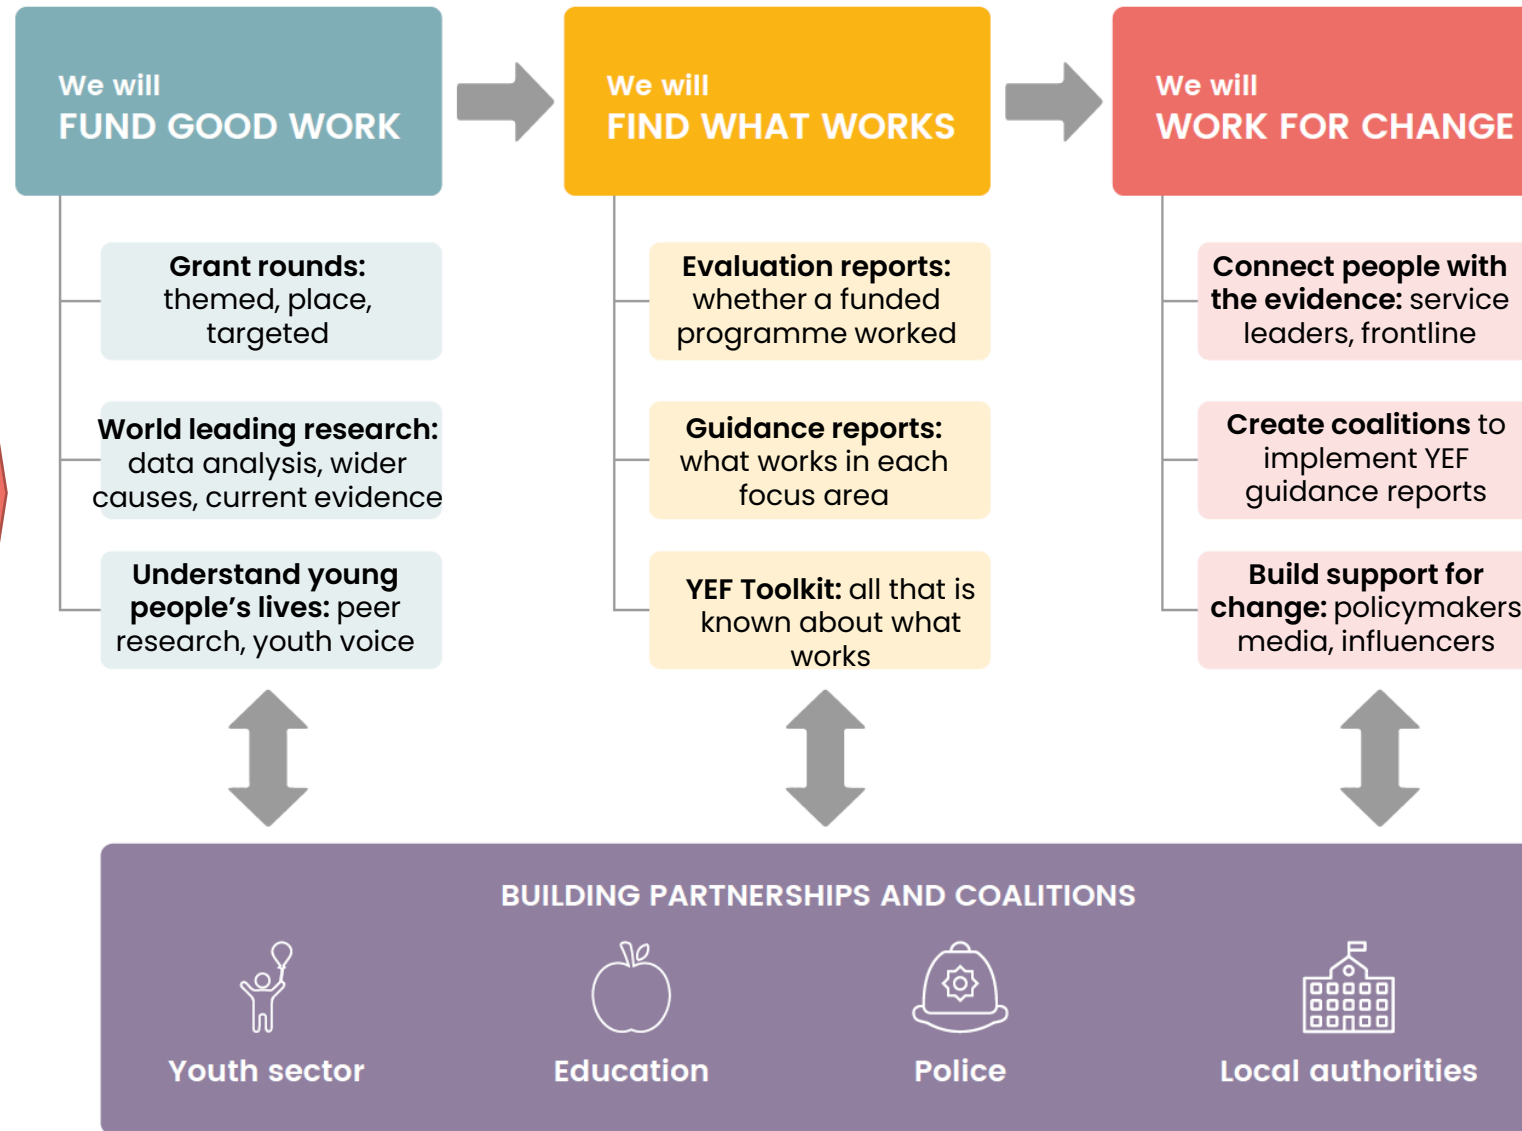 We will
FUND GOOD WORK
Grant rounds:
themed, place,
targeted
World leading research:
data analysis, wider
causes, current evidence
Understand young
people’s lives: peer
research, youth voice
We will
FIND WHAT WORKS
Evaluation reports:
whether a funded
programme worked
Guidance reports:
what works in each
focus area
YEF Toolkit: all that is
known about what
works
We will
WORK FOR CHANGE
Connect people with
the evidence: service
leaders, frontline
Create coalitions to
implement YEF
guidance reports
Build support for
change: policymakers
media, influencers
BUILDING PARTNERSHIPS AND COALITIONS
Youth sector
Education
Police
Local authorities